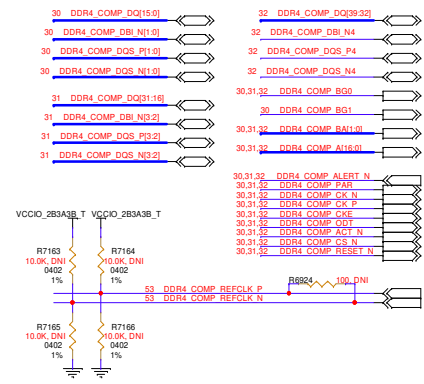 30 DDR4_COMP_DQ[15:0]
30 DDR4_COMP_DBI_N[1:0]
30 DDR4_COMP_DQS_P[1:0]
30 DDR4_COMP_DQS_N[1:0]
31 DDR4_COMP_DQ[31:16]
31 DDR4_COMP_DBI_N[3:2]
31 DDR4_COMP_DQS_P[3:2]
31 DDR4_COMP_DQS_N[3:2]
32 DDR4_COMP_DQ[39:32]
32 DDR4_COMP_DBI_N4
32 DDR4_COMP_DQS_P4
32 DDR4_COMP_DQS_N4
30,31,32 DDR4_COMP_BG0
30 DDR4_COMP_BG1
30,31,32 DDR4_COMP_BA[1:0]
30,31,32 DDR4_COMP_A[16:0]
30,31,32 DDR4_COMP_ALERT_N
30,31,32 DDR4_COMP_PAR
30,31,32 DDR4_COMP_CK_N
30,31,32 DDR4_COMP_CK_P
30,31,32 DDR4_COMP_CKE
30,31,32 DDR4_COMP_ODT
30,31,32 DDR4_COMP_ACT_N
30,31,32 DDR4_COMP_CS_N
30,31,32 DDR4_COMP_RESET_N
VCCIO_2B3A3B_T VCCIO_2B3A3B_T
R7163
10.0K, DNI
0402
1%
R7164
10.0K, DNI
0402
1%
R6924
100, DNI
53 DDR4_COMP_REFCLK_P
53 DDR4_COMP_REFCLK_N
R7165
10.0K, DNI
0402
1%
R7166
10.0K, DNI
0402
1%